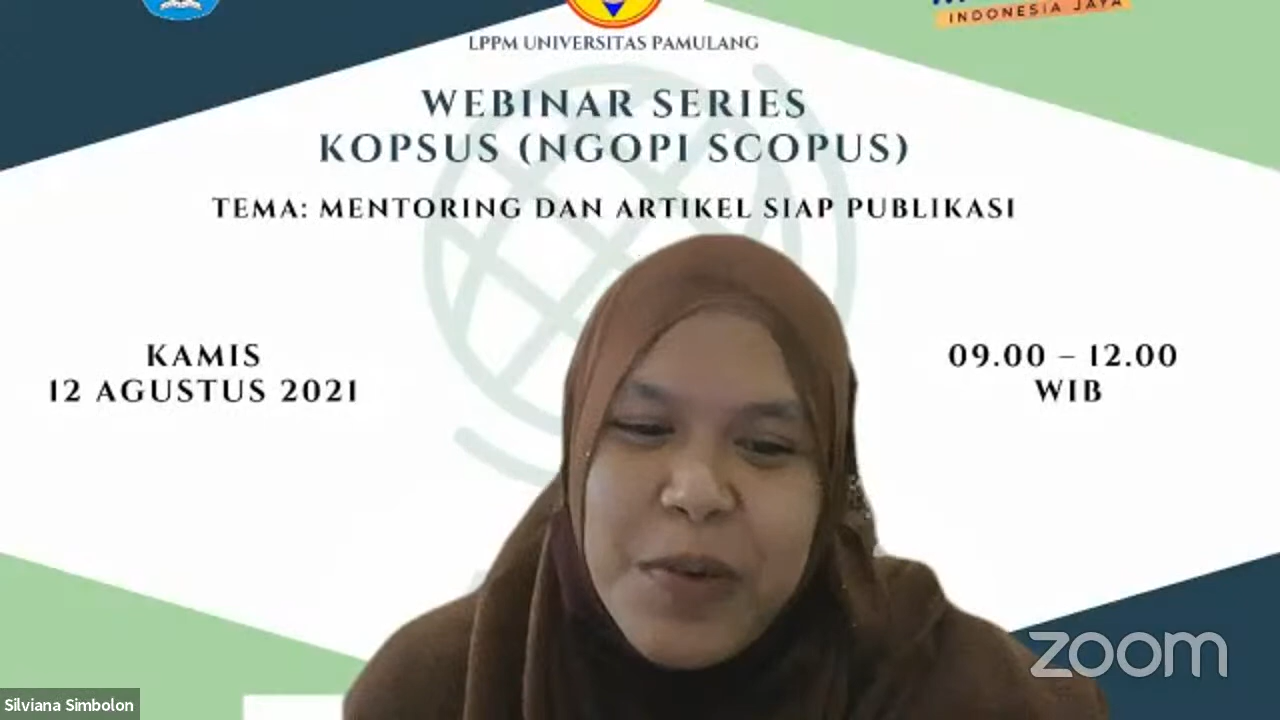 INDONESIA JAYA
LPPM UNIVERSITAS PAMULANG
WEBINAR SERIES
KOPSUS (NGOPI SCOPUS)
TEMA: MENTORING DAN ARTIKEL SIAP PUBLIKASI
KAMIS
12 AGUSTUS 2021
09.00 – 12.00
WIB
zoom
Silviana Simbolon